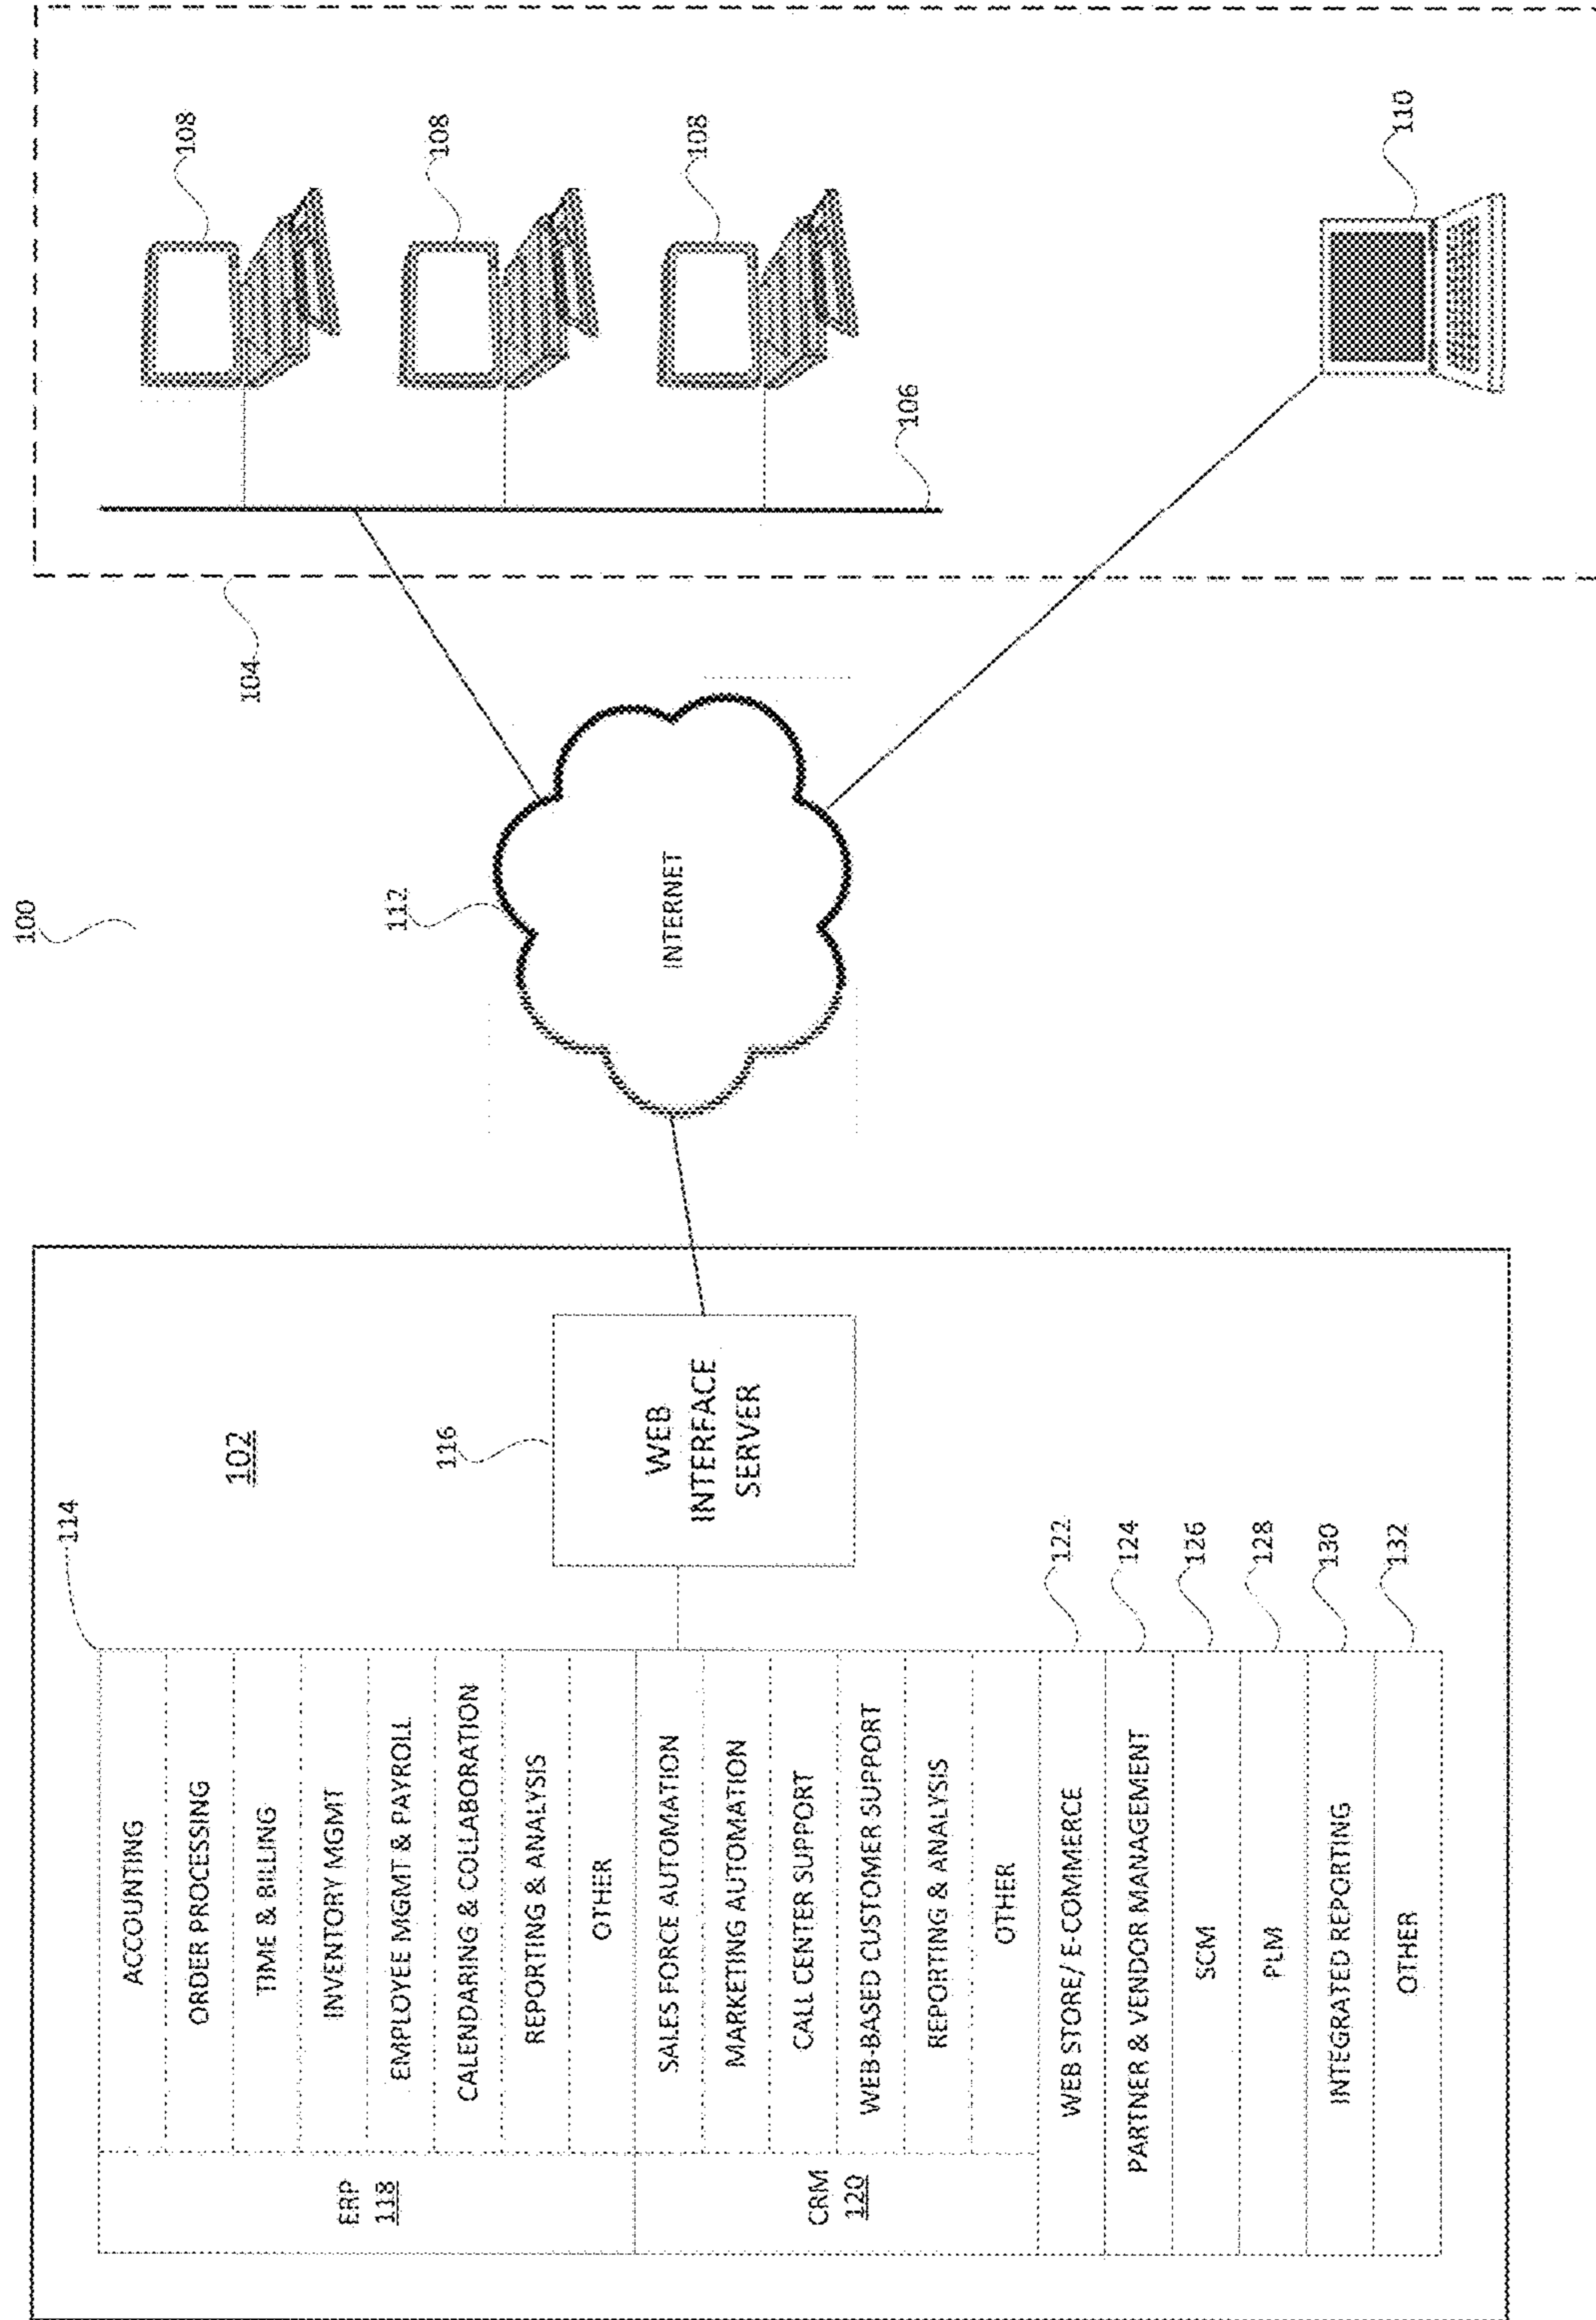 100
102
114
ERP
118
ACCOUNTING
ORDER PROCESSING
TIME & BILLING
INVENTORY MGMT
EMPLOYEE MGMT & PAYROLL
CALENDARING & COLLABORATION
REPORTING & ANALYSIS
OTHER
CRM
120
SALES FORCE AUTOMATION
MARKETING AUTOMATION
CALL CENTER SUPPORT
WEB-BASED CUSTOMER SUPPORT
REPORTING & ANALYSIS
OTHER
WEB STORE/ E-COMMERCE
122
PARTNER & VENDOR MANAGEMENT
124
SCM
126
PLM
128
INTEGRATED REPORTING
130
OTHER
132
116
WEB
INTERFACE
SERVER
112
INTERNET
104
106
108
108
108
110